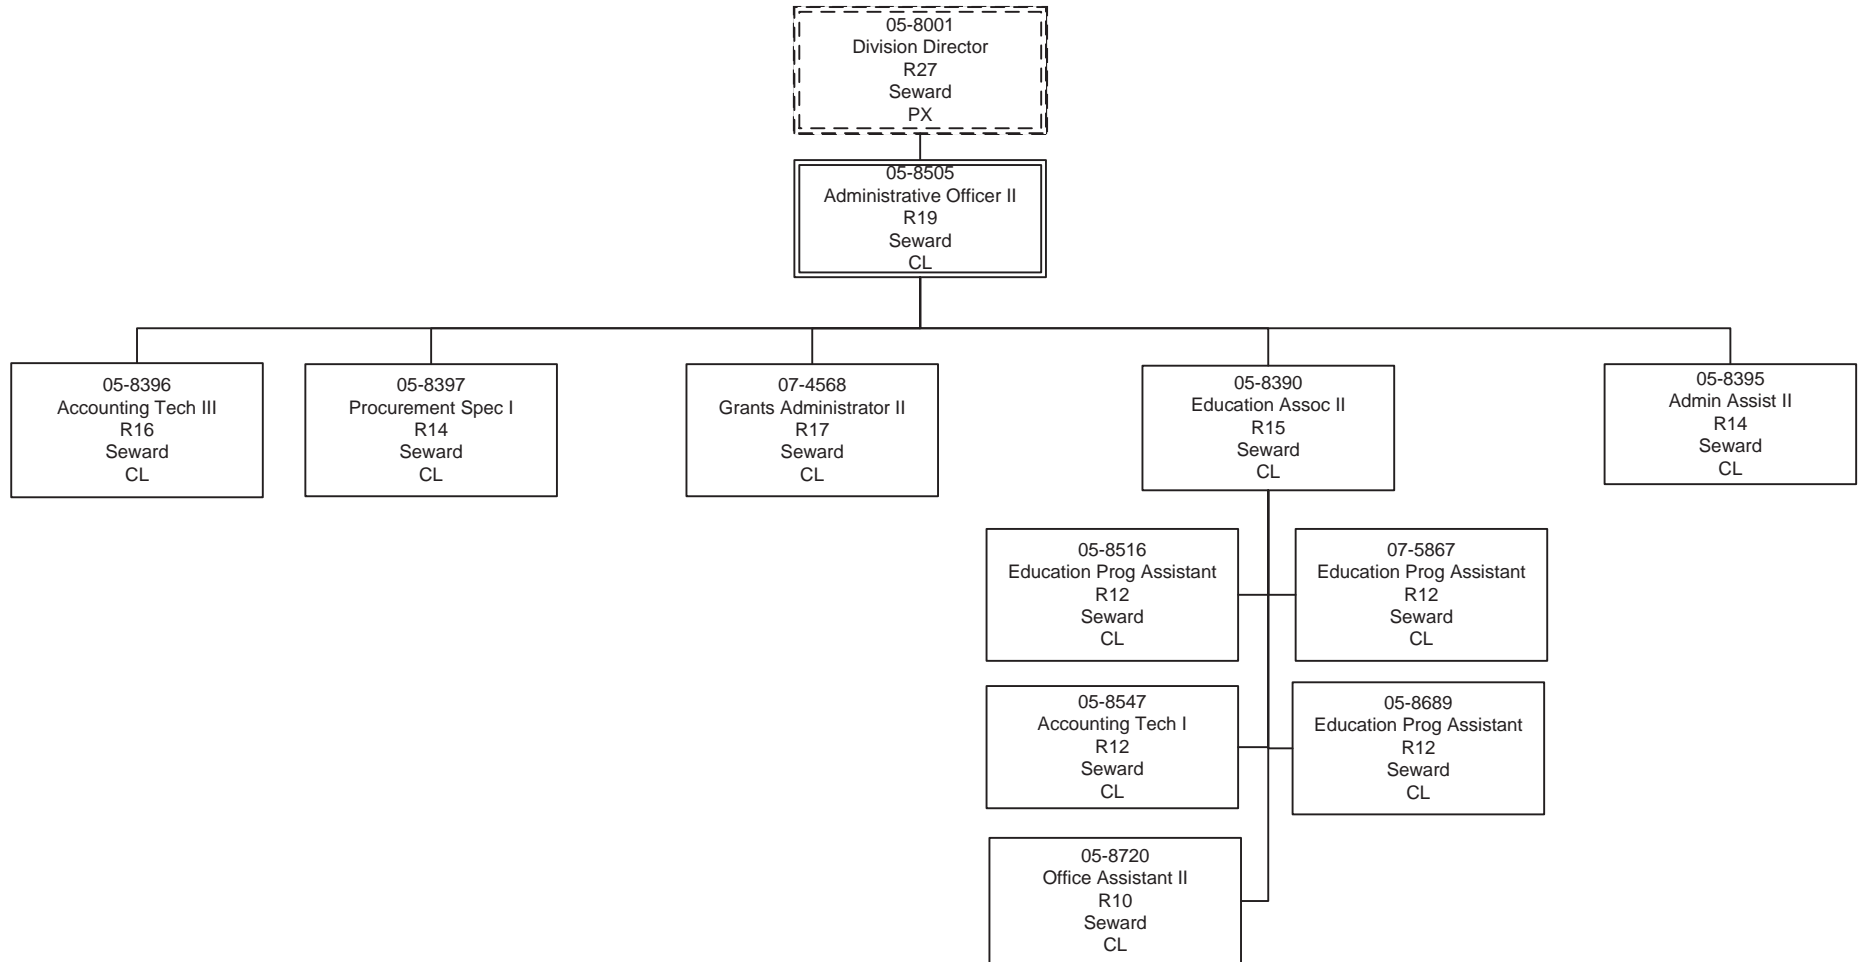 05-8001
Division Director
R27
Seward
PX
05-8505
Administrative Officer II
R19
Seward
CL
05-8396
Accounting Tech III
R16
Seward
CL
05-8397
Procurement Spec I
R14
Seward
CL
07-4568
Grants Administrator II
R17
Seward
CL
05-8390
Education Assoc II
R15
Seward
CL
05-8395
Admin Assist II
R14
Seward
CL
05-8516
Education Prog Assistant
R12
Seward
CL
07-5867
Education Prog Assistant
R12
Seward
CL
05-8547
Accounting Tech I
R12
Seward
CL
05-8689
Education Prog Assistant
R12
Seward
CL
05-8720
Office Assistant II
R10
Seward
CL